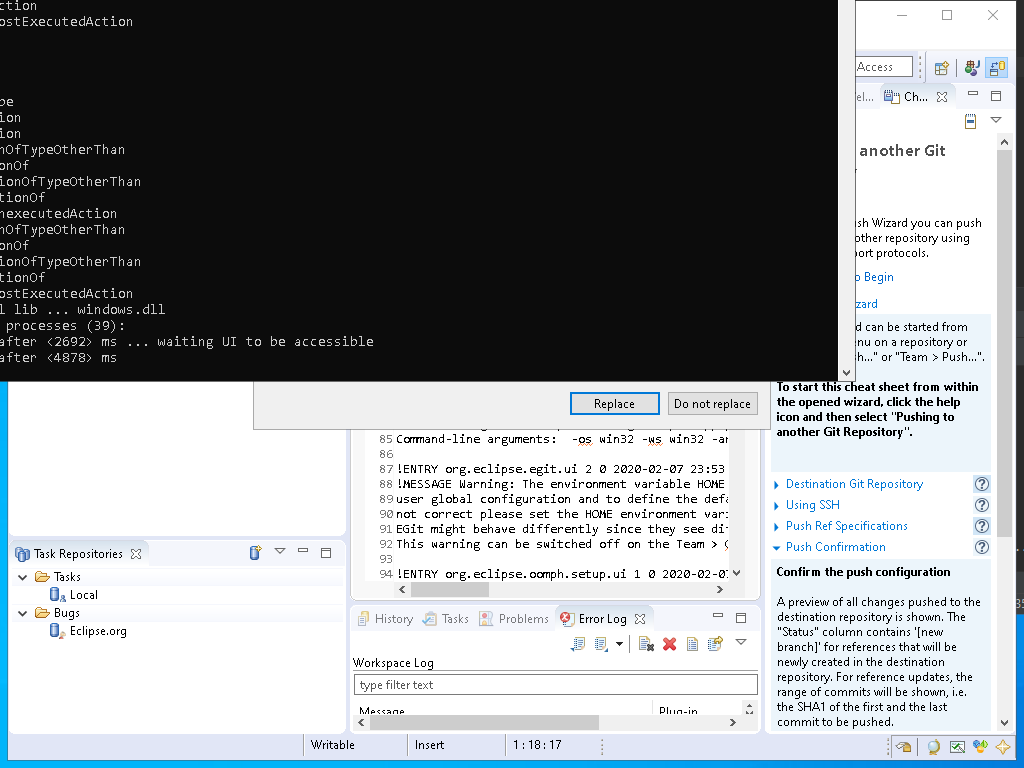 ction
ostExecutedAction
pe
ion
ion
nOfTypeOtherThan
onOf
ionOfTypeOtherThan
tionOf
nexecutedAction
nOfTypeOtherThan
onOf
ionOfTypeOtherThan
tionOf
ostExecutedAction
l lib ... windows.dll
processes (39):
after <2692> ms ... waiting UI to be accessible
after <4878> ms
Access
el...
Ch...
another Git
sh Wizard you can push
other repository using
ort protocols.
o Begin
zard
d can be started from
enu on a repository or
h..." or "Team > Push...".
To start this cheat sheet from within
the opened wizard, click the help
icon and then select "Pushing to
another Git Repository".
Destination Git Repository
Using SSH
Push Ref Specifications
Push Confirmation
Confirm the push configuration
A preview of all changes pushed to the
destination repository is shown. The
"Status" column contains '[new
branch]' for references that will be
newly created in the destination
repository. For reference updates, the
range of commits will be shown, i.e.
the SHA1 of the first and the last
commit to be pushed.
Replace
Do not replace
85 Command-line arguments: -os win32 -ws win32 -ar
86
87 !ENTRY org.eclipse.egit.ui 2 0 2020-02-07 23:53
88 !MESSAGE Warning: The environment variable HOME
89 user global configuration and to define the defa
90 not correct please set the HOME environment vari
91 EGit might behave differently since they see di
92 This warning can be switched off on the Team >
93
94 !ENTRY org.eclipse.oomph.setup.ui 1 0 2020-02-07
Task Repositories
Tasks
Local
Bugs
Eclipse.org
History
Tasks
Problems
Error Log
Workspace Log
type filter text
Message
Plug-in
Writable
Insert
1:18:17